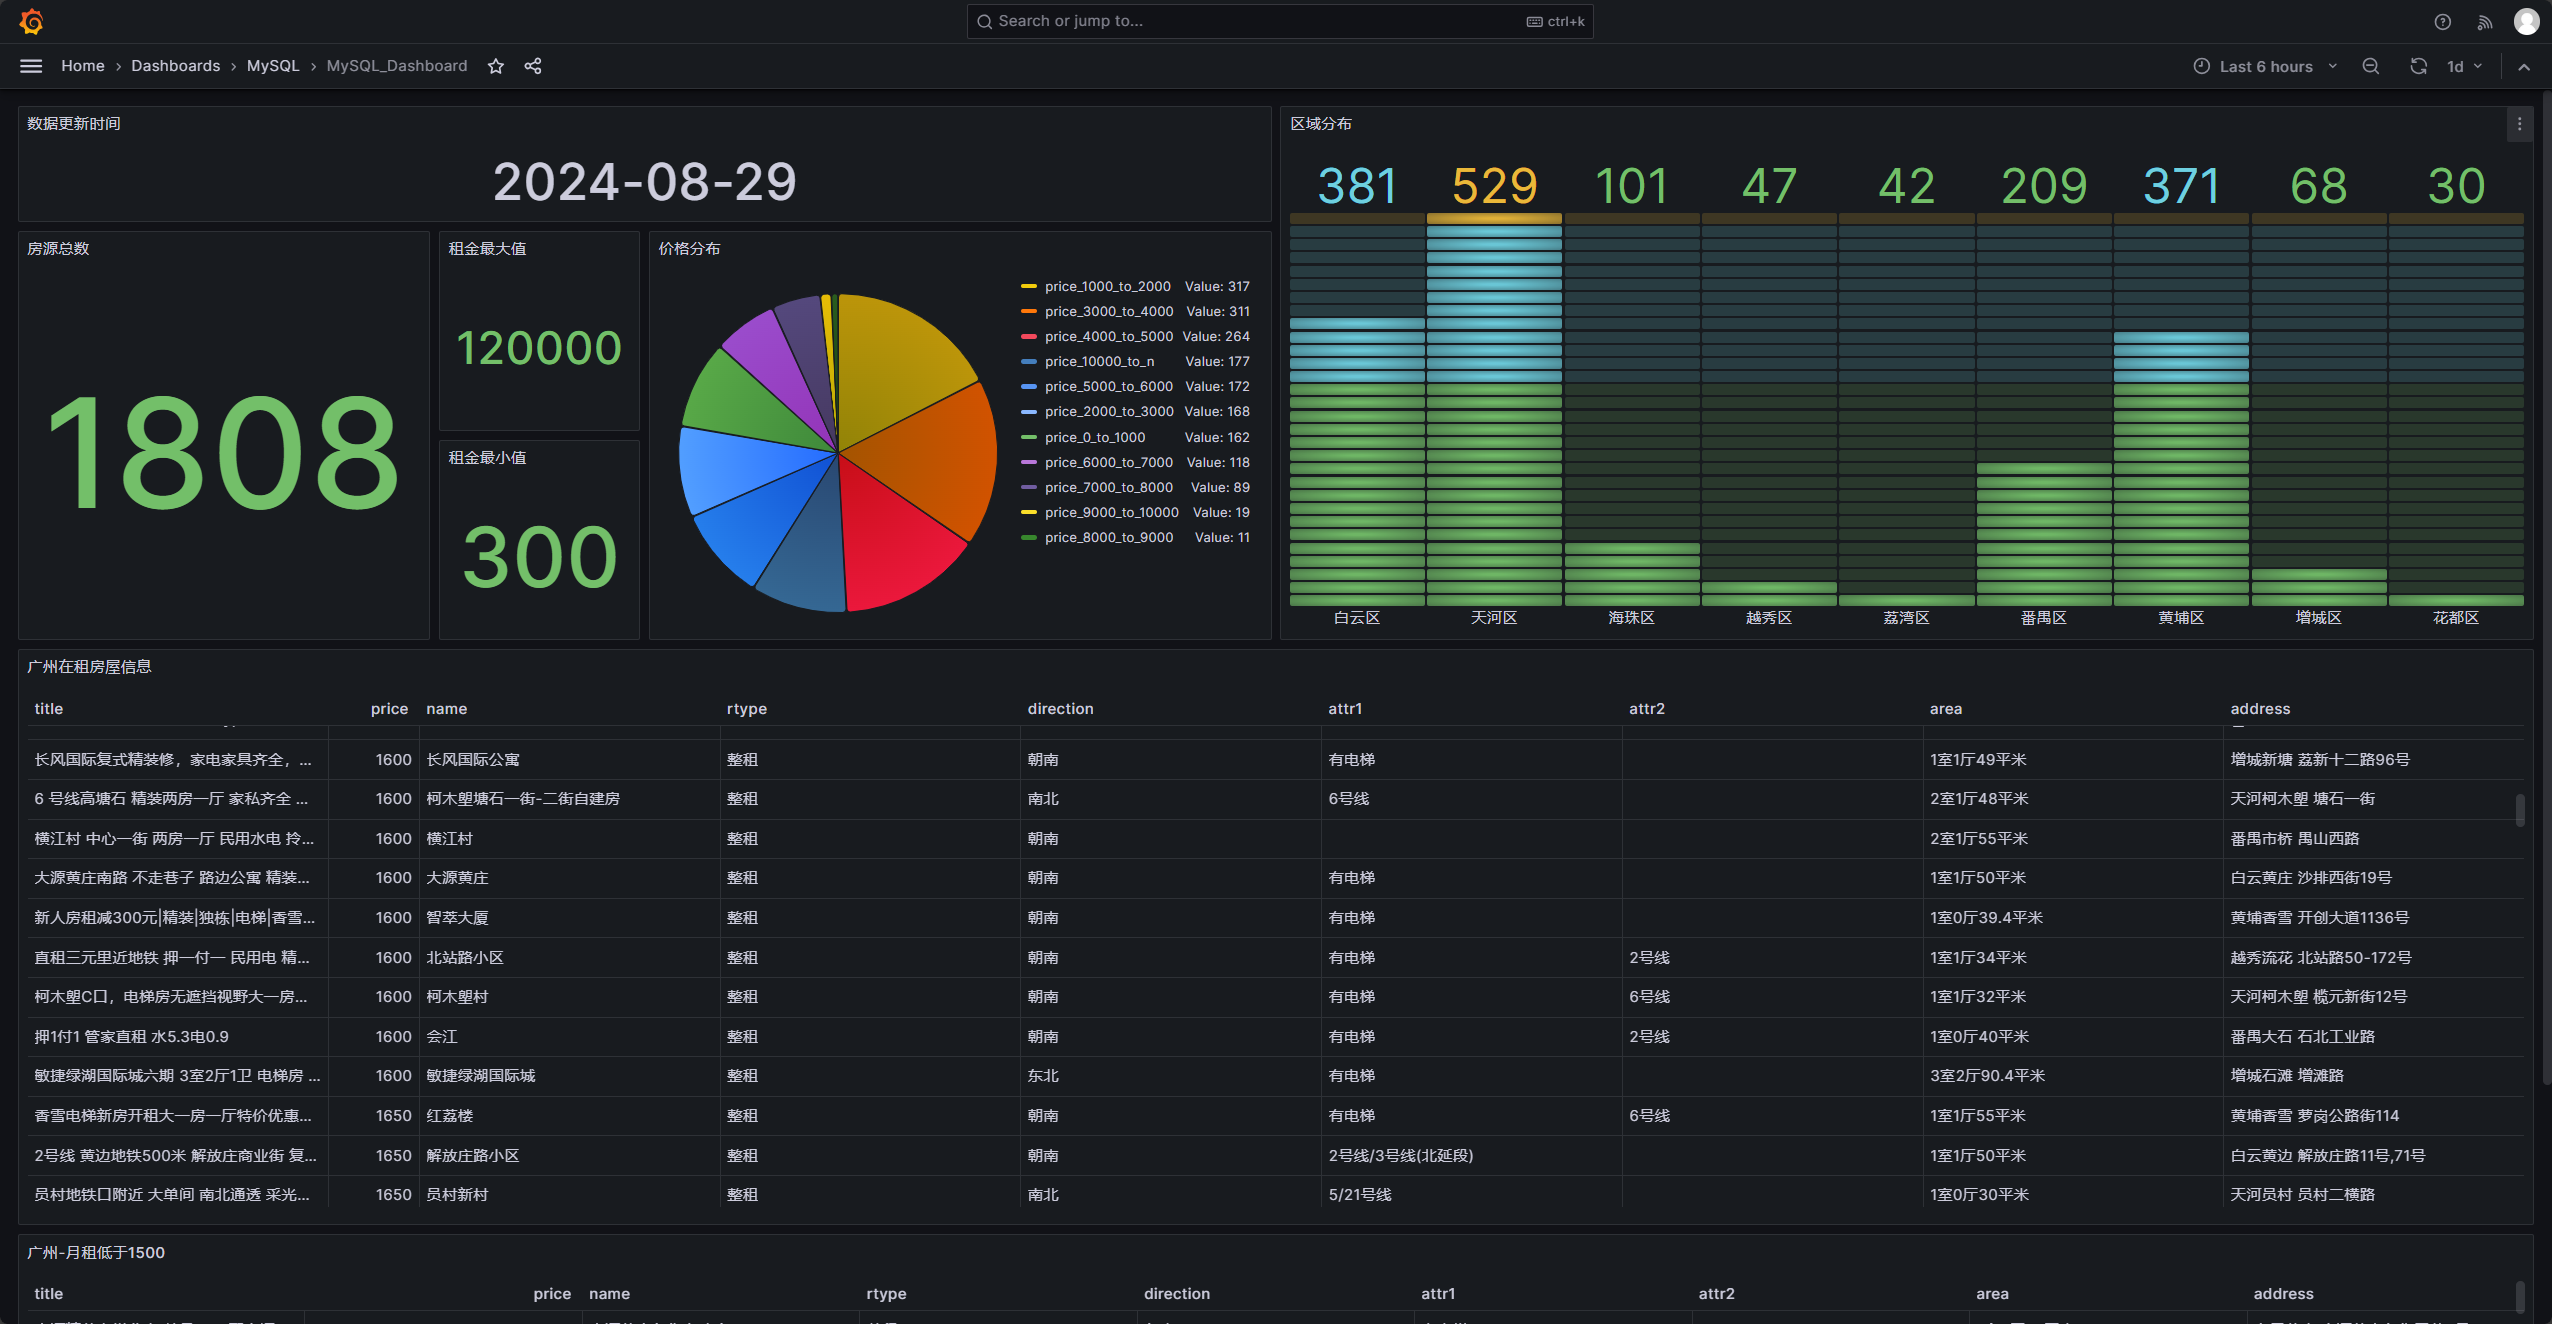 Search or jump to...
ctrl+k
Home › Dashboards › MySQL › MySQL_Dashboard
Last 6 hours
1d
数据更新时间
2024-08-29
房源总数
1808
租金最大值
120000
租金最小值
300
价格分布
price_1000_to_2000 Value: 317
price_3000_to_4000 Value: 311
price_4000_to_5000 Value: 264
price_10000_to_n Value: 177
price_5000_to_6000 Value: 172
price_2000_to_3000 Value: 168
price_0_to_1000 Value: 162
price_6000_to_7000 Value: 118
price_7000_to_8000 Value: 89
price_9000_to_10000 Value: 19
price_8000_to_9000 Value: 11
区域分布
381 529 101 47 42 209 371 68 30
白云区 天河区 海珠区 越秀区 荔湾区 番禺区 黄埔区 增城区 花都区
广州在租房屋信息
title price name rtype direction attr1 attr2 area address
长风国际复式精装修，家电家具齐全，... 1600 长风国际公寓 整租 朝南 有电梯 1室1厅49平米 增城新塘 荔新十二路96号
6 号线高塘石 精装两房一厅 家私齐全 ... 1600 柯木塱塘石一街-二街自建房 整租 南北 6号线 2室1厅48平米 天河柯木塱 塘石一街
横江村 中心一街 两房一厅 民用水电 拎... 1600 横江村 整租 朝南 2室1厅55平米 番禺市桥 禺山西路
大源黄庄南路 不走巷子 路边公寓 精装... 1600 大源黄庄 整租 朝南 有电梯 1室1厅50平米 白云黄庄 沙排西街19号
新人房租减300元|精装|独栋|电梯|香雪... 1600 智萃大厦 整租 朝南 有电梯 1室0厅39.4平米 黄埔香雪 开创大道1136号
直租三元里近地铁 押一付一 民用电 精... 1600 北站路小区 整租 朝南 有电梯 2号线 1室1厅34平米 越秀流花 北站路50-172号
柯木塱C口，电梯房无遮挡视野大一房... 1600 柯木塱村 整租 朝南 有电梯 6号线 1室1厅32平米 天河柯木塱 榄元新街12号
押1付1 管家直租 水5.3电0.9 1600 会江 整租 朝南 有电梯 2号线 1室0厅40平米 番禺大石 石北工业路
敏捷绿湖国际城六期 3室2厅1卫 电梯房 ... 1600 敏捷绿湖国际城 整租 东北 有电梯 3室2厅90.4平米 增城石滩 增滩路
香雪电梯新房开租大一房一厅特价优惠... 1650 红荔楼 整租 朝南 有电梯 6号线 1室1厅55平米 黄埔香雪 萝岗公路街114
2号线 黄边地铁500米 解放庄商业街 复... 1650 解放庄路小区 整租 朝南 2号线/3号线(北延段) 1室1厅50平米 白云黄边 解放庄路11号,71号
员村地铁口附近 大单间 南北通透 采光... 1650 员村新村 整租 南北 5/21号线 1室0厅30平米 天河员村 员村二横路
广州-月租低于1500
title price name rtype direction attr1 attr2 area address